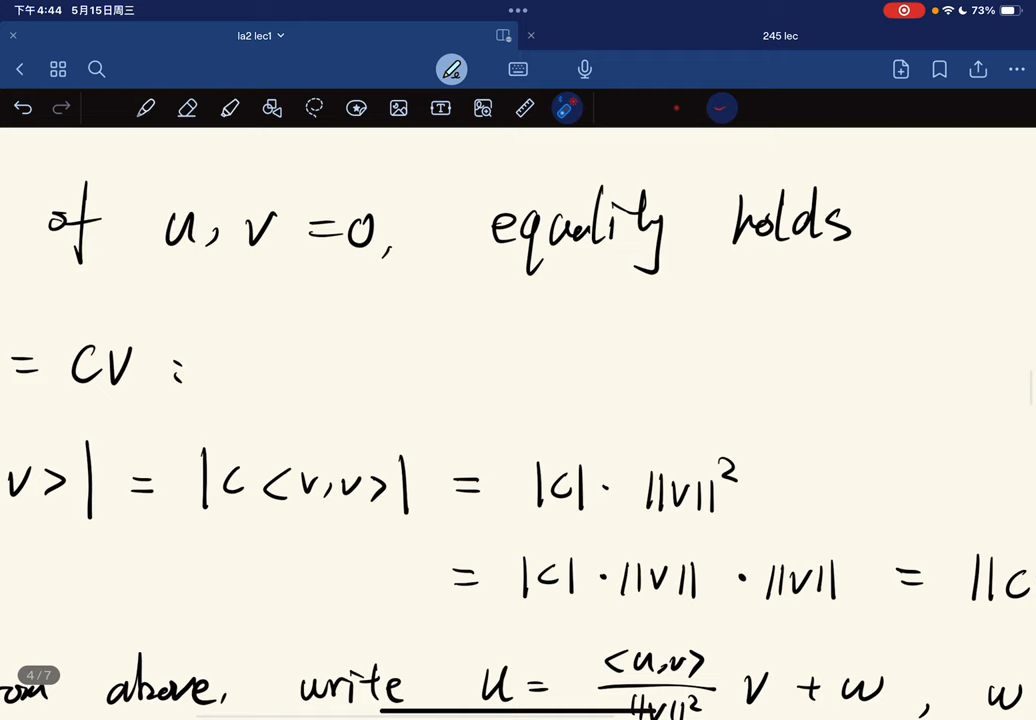 下午4:44 5月15日周三 73%
la2 lec1 245 lec
of u, v = 0, equality holds
= cv :
v>| = |c <v,v>| = |c| · ||v||²
= |c| · ||v|| · ||v|| = ||c
4 / 7
above, write u = <u,v> / ||v||² v + w , w